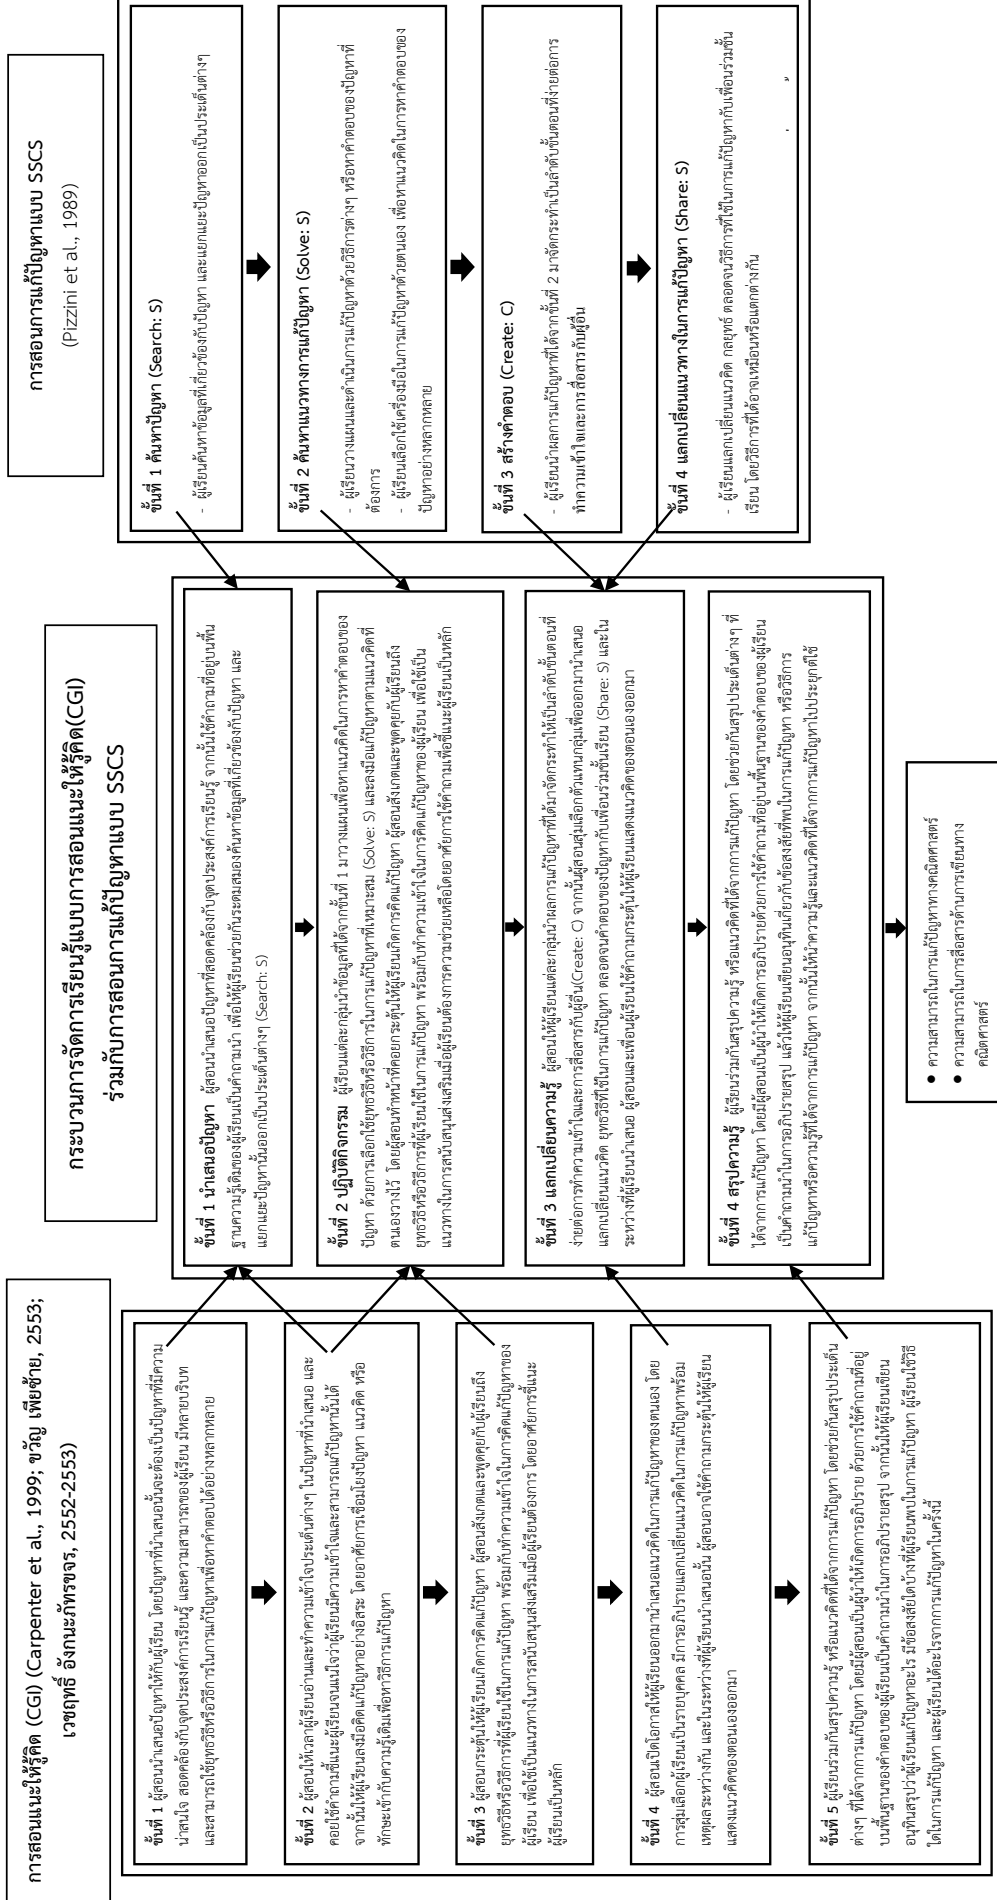 การสอนแนะให้รู้คิด (CGI) (Carpenter et al., 1999; ขวัญ เพียซ้าย, 2553;
เวชฤทธิ์ อังกนะภัทรขจร, 2552-2553)
ขั้นที่ 1 ผู้สอนนำเสนอปัญหาให้กับผู้เรียน โดยปัญหาที่นำเสนอนั้นจะต้องเป็นปัญหาที่มีความ
น่าสนใจ สอดคล้องกับจุดประสงค์การเรียนรู้ และความสามารถของผู้เรียน มีหลายบริบท
และสามารถใช้ยุทธวิธีหรือวิธีการในการแก้ปัญหาเพื่อหาคำตอบได้อย่างหลากหลาย
ขั้นที่ 2 ผู้สอนให้เวลาผู้เรียนอ่านและทำความเข้าใจประเด็นต่างๆ ในปัญหาที่นำเสนอ และ
คอยใช้คำถามชี้แนะผู้เรียนจนแน่ใจว่าผู้เรียนมีความเข้าใจและสามารถแก้ปัญหานั้นได้
จากนั้นให้ผู้เรียนลงมือคิดแก้ปัญหาอย่างอิสระ โดยอาศัยการเชื่อมโยงปัญหา แนวคิด หรือ
ทักษะเข้ากับความรู้เดิมเพื่อหาวิธีการแก้ปัญหา
ขั้นที่ 3 ผู้สอนกระตุ้นให้ผู้เรียนเกิดการคิดแก้ปัญหา ผู้สอนสังเกตและพูดคุยกับผู้เรียนถึง
ยุทธวิธีหรือวิธีการที่ผู้เรียนใช้ในการแก้ปัญหา พร้อมกับทำความเข้าใจในการคิดแก้ปัญหาของ
ผู้เรียน เพื่อใช้เป็นแนวทางในการสนับสนุนส่งเสริมเมื่อผู้เรียนต้องการ โดยอาศัยการชี้แนะ
ผู้เรียนเป็นหลัก
ขั้นที่ 4 ผู้สอนเปิดโอกาสให้ผู้เรียนออกมานำเสนอแนวคิดในการแก้ปัญหาของตนเอง โดย
การสุ่มเลือกผู้เรียนเป็นรายบุคคล มีการอภิปรายแลกเปลี่ยนแนวคิดในการแก้ปัญหาพร้อม
เหตุผลระหว่างกัน และในระหว่างที่ผู้เรียนนำเสนอนั้น ผู้สอนอาจใช้คำถามกระตุ้นให้ผู้เรียน
แสดงแนวคิดของตนเองออกมา
ขั้นที่ 5 ผู้เรียนร่วมกันสรุปความรู้ หรือแนวคิดที่ได้จากการแก้ปัญหา โดยช่วยกันสรุปประเด็น
ต่างๆ ที่ได้จากการแก้ปัญหา โดยมีผู้สอนเป็นผู้นำให้เกิดการอภิปราย ด้วยการใช้คำถามที่อยู่
บนพื้นฐานของคำตอบของผู้เรียนเป็นคำถามนำในการอภิปรายสรุป จากนั้นให้ผู้เรียนเขียน
อนุทินสรุปว่าผู้เรียนแก้ปัญหาอะไร มีข้อสงสัยใดบ้างที่ผู้เรียนพบในการแก้ปัญหา ผู้เรียนใช้วิธี
ใดในการแก้ปัญหา และผู้เรียนได้อะไรจากการแก้ปัญหาในครั้งนี้
กระบวนการจัดการเรียนรู้แบบการสอนแนะให้รู้คิด(CGI)
ร่วมกับการสอนการแก้ปัญหาแบบ SSCS
ขั้นที่ 1 นำเสนอปัญหา ผู้สอนนำเสนอปัญหาที่สอดคล้องกับจุดประสงค์การเรียนรู้ จากนั้นใช้คำถามที่อยู่บนพื้น
ฐานความรู้เดิมของผู้เรียนเป็นคำถามนำ เพื่อให้ผู้เรียนช่วยกันระดมสมองค้นหาข้อมูลที่เกี่ยวข้องกับปัญหา และ
แยกแยะปัญหานั้นออกเป็นประเด็นต่างๆ (Search: S)
ขั้นที่ 2 ปฏิบัติกิจกรรม ผู้เรียนแต่ละกลุ่มนำข้อมูลที่ได้จากขั้นที่ 1 มาวางแผนเพื่อหาแนวคิดในการหาคำตอบของ
ปัญหา ด้วยการเลือกใช้ยุทธวิธีหรือวิธีการในการแก้ปัญหาที่เหมาะสม (Solve: S) และลงมือแก้ปัญหาตามแนวคิดที่
ตนเองวางไว้ โดยผู้สอนทำหน้าที่คอยกระตุ้นให้ผู้เรียนเกิดการคิดแก้ปัญหา ผู้สอนสังเกตและพูดคุยกับผู้เรียนถึง
ยุทธวิธีหรือวิธีการที่ผู้เรียนใช้ในการแก้ปัญหา พร้อมกับทำความเข้าใจในการคิดแก้ปัญหาของผู้เรียน เพื่อใช้เป็น
แนวทางในการสนับสนุนส่งเสริมเมื่อผู้เรียนต้องการความช่วยเหลือโดยอาศัยการใช้คำถามเพื่อชี้แนะผู้เรียนเป็นหลัก
ขั้นที่ 3 แลกเปลี่ยนความรู้ ผู้สอนให้ผู้เรียนแต่ละกลุ่มนำผลการแก้ปัญหาที่ได้มาจัดกระทำให้เป็นลำดับขั้นตอนที่
ง่ายต่อการทำความเข้าใจและการสื่อสารกับผู้อื่น(Create: C) จากนั้นผู้สอนสุ่มเลือกตัวแทนกลุ่มเพื่อออกมานำเสนอ
แลกเปลี่ยนแนวคิด ยุทธวิธีที่ใช้ในการแก้ปัญหา ตลอดจนคำตอบของปัญหากับเพื่อนร่วมชั้นเรียน (Share: S) และใน
ระหว่างที่ผู้เรียนนำเสนอ ผู้สอนและเพื่อนผู้เรียนใช้คำถามกระตุ้นให้ผู้เรียนแสดงแนวคิดของตนเองออกมา
ขั้นที่ 4 สรุปความรู้ ผู้เรียนร่วมกันสรุปความรู้ หรือแนวคิดที่ได้จากการแก้ปัญหา โดยช่วยกันสรุปประเด็นต่างๆ ที่
ได้จากการแก้ปัญหา โดยมีผู้สอนเป็นผู้นำให้เกิดการอภิปรายด้วยการใช้คำถามที่อยู่บนพื้นฐานของคำตอบของผู้เรียน
เป็นคำถามนำในการอภิปรายสรุป แล้วให้ผู้เรียนเขียนอนุทินเกี่ยวกับข้อสงสัยที่พบในการแก้ปัญหา หรือวิธีการ
แก้ปัญหาหรือความรู้ที่ได้จากการแก้ปัญหา จากนั้นให้นำความรู้และแนวคิดที่ได้จากการแก้ปัญหาไปประยุกต์ใช้
● ความสามารถในการแก้ปัญหาทางคณิตศาสตร์
● ความสามารถในการสื่อสารด้านการเขียนทาง
คณิตศาสตร์
การสอนการแก้ปัญหาแบบ SSCS
(Pizzini et al., 1989)
ขั้นที่ 1 ค้นหาปัญหา (Search: S)
- ผู้เรียนค้นหาข้อมูลที่เกี่ยวข้องกับปัญหา และแยกแยะปัญหาออกเป็นประเด็นต่างๆ
ขั้นที่ 2 ค้นหาแนวทางการแก้ปัญหา (Solve: S)
- ผู้เรียนวางแผนและดำเนินการแก้ปัญหาด้วยวิธีการต่างๆ หรือหาคำตอบของปัญหาที่
ต้องการ
- ผู้เรียนเลือกใช้เครื่องมือในการแก้ปัญหาด้วยตนเอง เพื่อหาแนวคิดในการหาคำตอบของ
ปัญหาอย่างหลากหลาย
ขั้นที่ 3 สร้างคำตอบ (Create: C)
- ผู้เรียนนำผลการแก้ปัญหาที่ได้จากขั้นที่ 2 มาจัดกระทำเป็นลำดับขั้นตอนที่ง่ายต่อการ
ทำความเข้าใจและการสื่อสารกับผู้อื่น
ขั้นที่ 4 แลกเปลี่ยนแนวทางในการแก้ปัญหา (Share: S)
- ผู้เรียนแลกเปลี่ยนแนวคิด กลยุทธ์ ตลอดจนวิธีการที่ใช้ในการแก้ปัญหากับเพื่อนร่วมชั้น
เรียน โดยวิธีการที่ได้อาจเหมือนหรือแตกต่างกัน